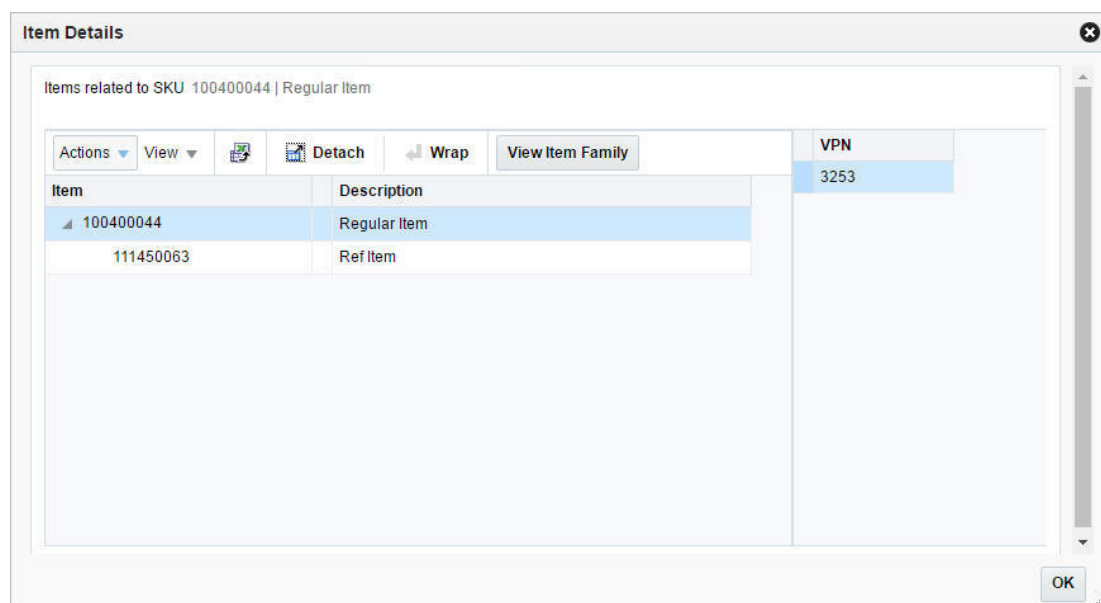 Item Details
Items related to SKU 100400044 | Regular Item
Actions View Detach Wrap View Item Family
Item Description
100400044 Regular Item
111450063 Ref Item
VPN
3253
OK